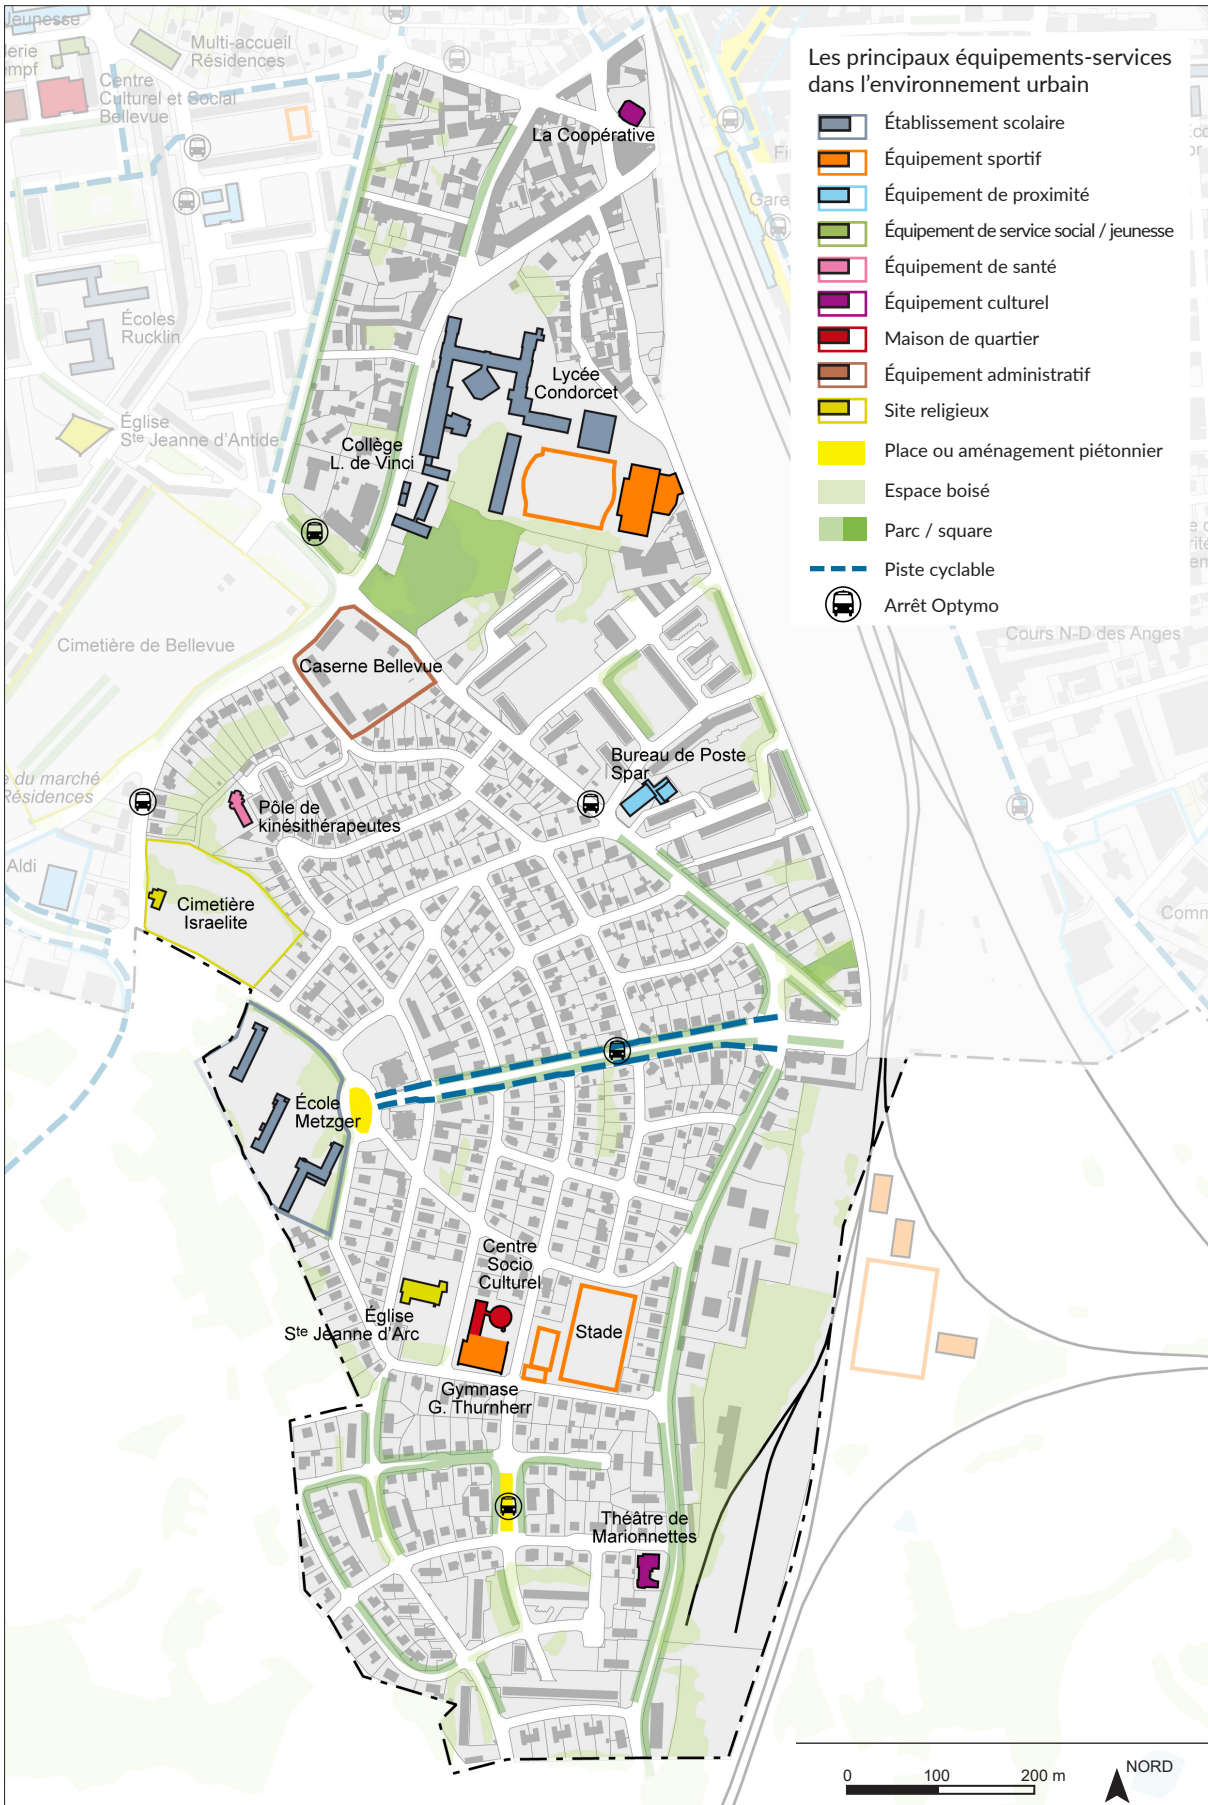 Jeunesse
Multi-accueil
Résidences
Centre
Culturel et Social
Bellevue
La Coopérative
Gare
Les principaux équipements-services
dans l'environnement urbain
Établissement scolaire
Équipement sportif
Équipement de proximité
Équipement de service social / jeunesse
Équipement de santé
Équipement culturel
Maison de quartier
Équipement administratif
Site religieux
Place ou aménagement piétonnier
Espace boisé
Parc / square
Piste cyclable
Arrêt Optymo
Écoles
Rucklin
Lycée
Condorcet
Église
Ste Jeanne d'Antide
Collège
L. de Vinci
Cimetière de Bellevue
Caserne Bellevue
Cours N-D des Anges
Bureau de Poste
Spar
du marché
Résidences
Pôle de
kinésithérapeutes
Aldi
Cimetière
Israelite
Comm
École
Metzger
Centre
Socio
Culturel
Église
Ste Jeanne d'Arc
Stade
Gymnase
G. Thurnherr
Théâtre de
Marionnettes
0 100 200 m
NORD